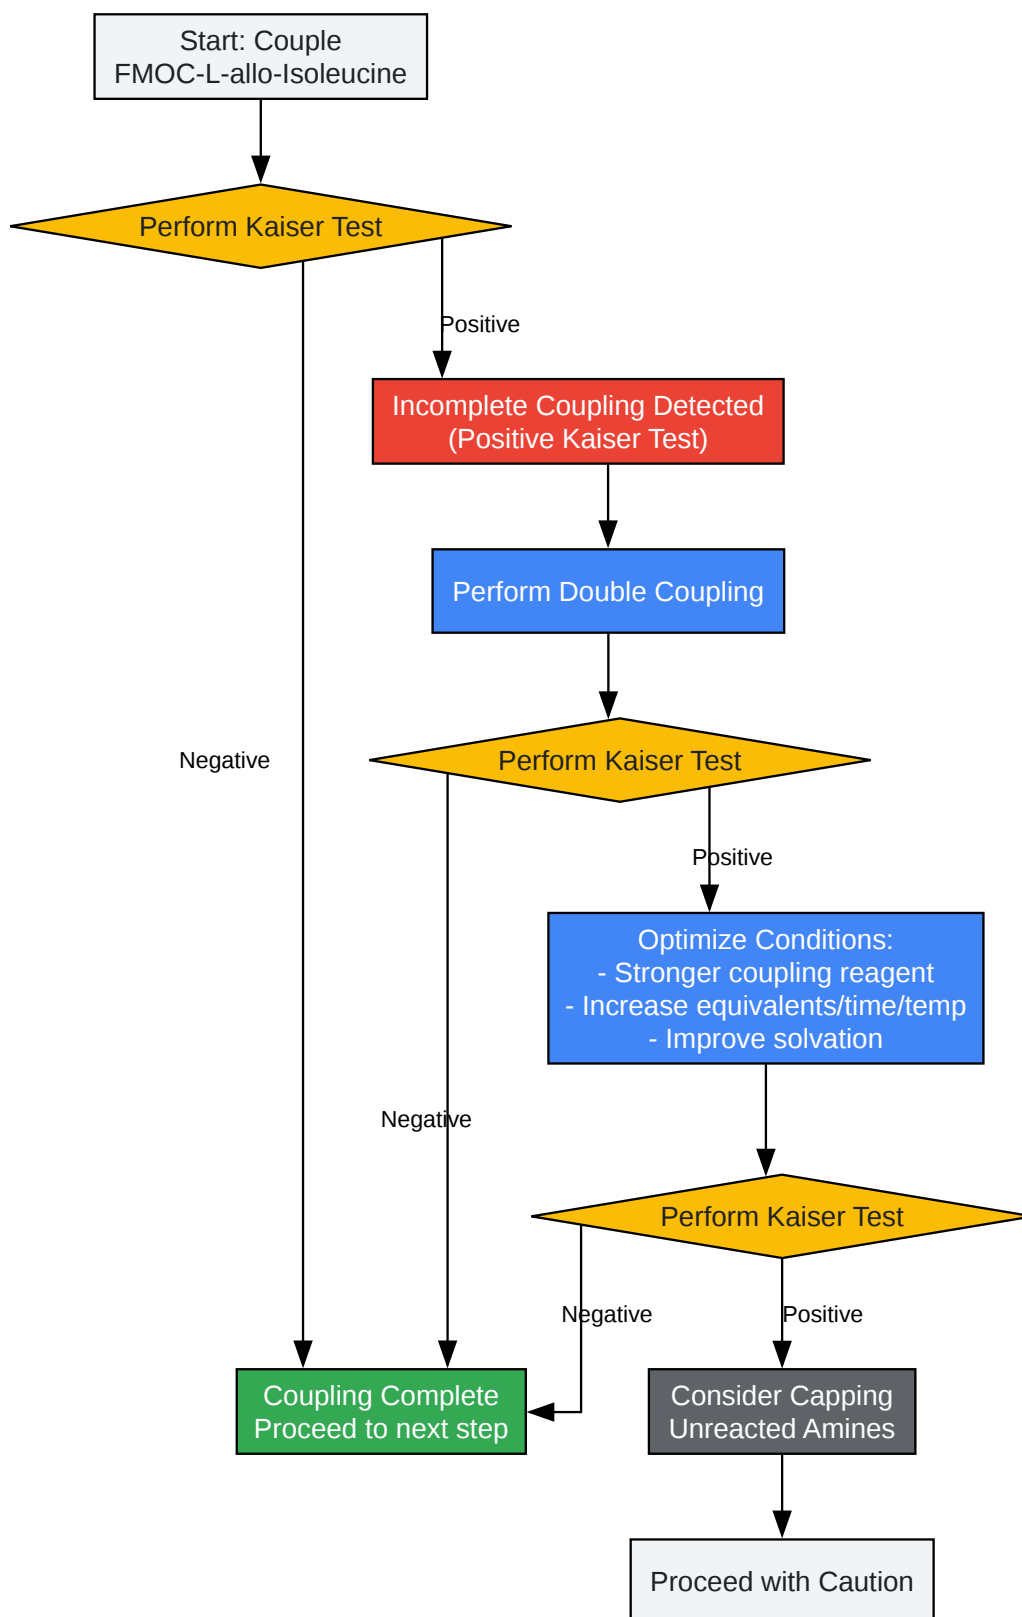 Start: Couple
FMOC-L-allo-Isoleucine
Perform Kaiser Test
Positive
Incomplete Coupling Detected
(Positive Kaiser Test)
Perform Double Coupling
Negative
Perform Kaiser Test
Positive
Optimize Conditions:
- Stronger coupling reagent
- Increase equivalents/time/temp
- Improve solvation
Negative
Perform Kaiser Test
Negative
Positive
Coupling Complete
Proceed to next step
Consider Capping
Unreacted Amines
Proceed with Caution